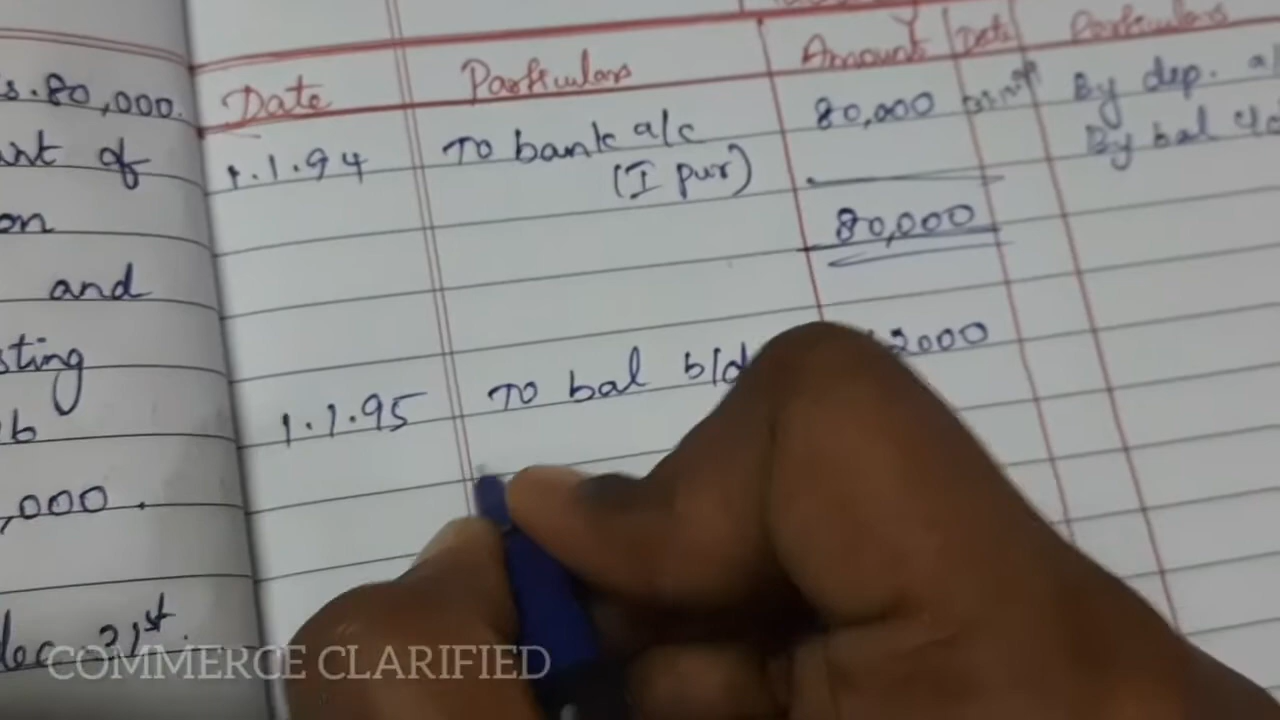 s.80,000.
of
on
and
sting
b
,000.
31st.
Date Particulars Amount Date Particulars
1.1.94 To bank a/c 80,000 By dep. a/
(I pur) By bal c/d
80,000
1.1.95 To bal b/d 2000
COMMERCE CLARIFIED